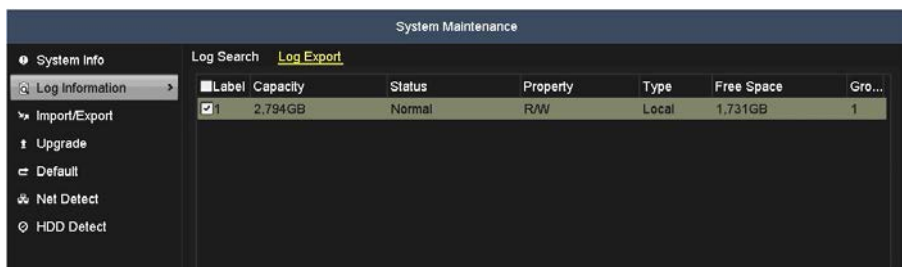 System Maintenance
System Info
Log Information
Import/Export
Upgrade
Default
Net Detect
HDD Detect
Log Search Log Export
Label Capacity Status Property Type Free Space Gro...
1 2,794GB Normal R/W Local 1,731GB 1